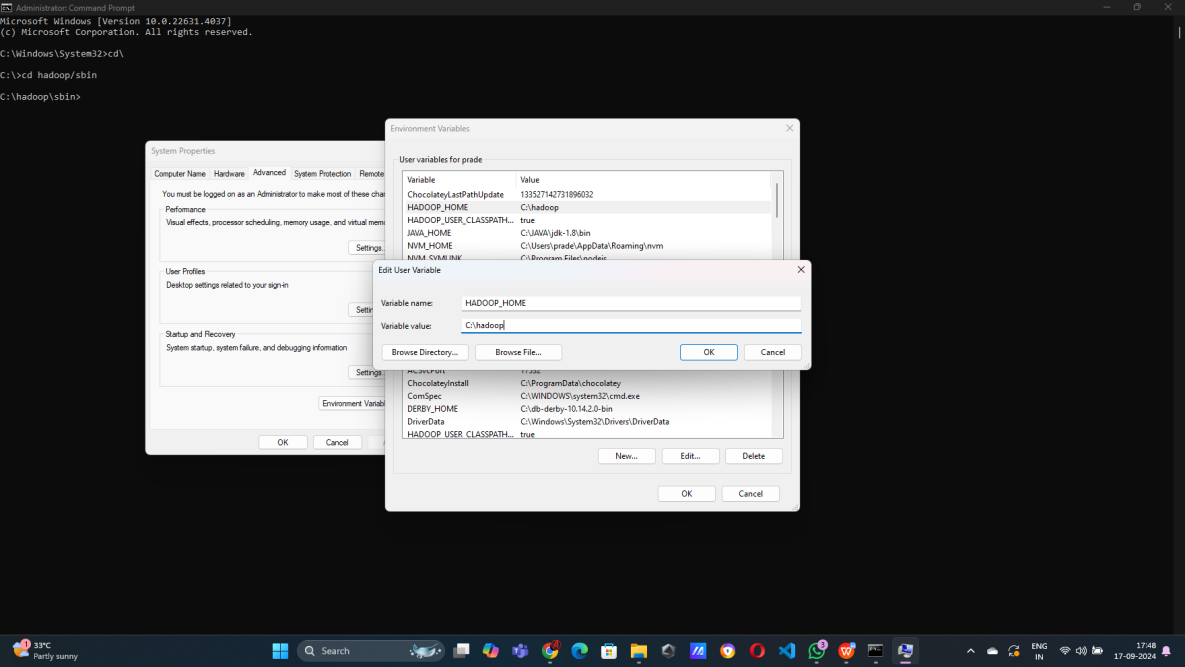 Administrator: Command Prompt
Microsoft Windows [Version 10.0.22631.4037]
(c) Microsoft Corporation. All rights reserved.
C:\Windows\System32>cd\
C:\>cd hadoop/sbin
C:\hadoop\sbin>
System Properties
Computer Name Hardware Advanced System Protection Remote
You must be logged on as an Administrator to make most of these
Performance
Visual effects, processor scheduling, memory usage, and virtual
Settings
User Profiles
Desktop settings related to your sign-in
Startup and Recovery
System startup, system failure, and debugging information
Settings
Environment
OK Cancel
Environment Variables
User variables for prade
Variable Value
ChocolateyLastPathUpdate 133527142731896032
HADOOP_HOME C:\hadoop
HADOOP_USER_CLASSPATH... true
JAVA_HOME C:\JAVA\jdk-1.8\bin
NVM_HOME C:\Users\prade\AppData\Roaming\nvm
NVM_SYMLINK C:\Program Files\nodejs
Edit User Variable
Variable name: HADOOP_HOME
Variable value: C:\hadoop
Browse Directory... Browse File... OK Cancel
ChocolateyInstall C:\ProgramData\chocolatey
ComSpec C:\WINDOWS\system32\cmd.exe
DERBY_HOME C:\db-derby-10.14.2.0-bin
DriverData C:\Windows\System32\Drivers\DriverData
HADOOP_USER_CLASSPATH... true
New... Edit... Delete
OK Cancel
1
33°C
Partly sunny
Search
3
ENG
IN
17:48
17-09-2024